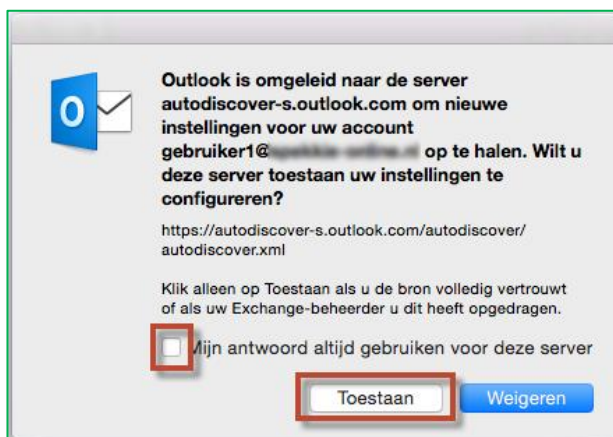 Outlook is omgeleid naar de server
autodiscover-s.outlook.com om nieuwe
instellingen voor uw account
gebruiker1@ op te halen. Wilt u
deze server toestaan uw instellingen te
configureren?
https://autodiscover-s.outlook.com/autodiscover/
autodiscover.xml
Klik alleen op Toestaan als u de bron volledig vertrouwt
of als uw Exchange-beheerder u dit heeft opgedragen.
Mijn antwoord altijd gebruiken voor deze server
Toestaan Weigeren